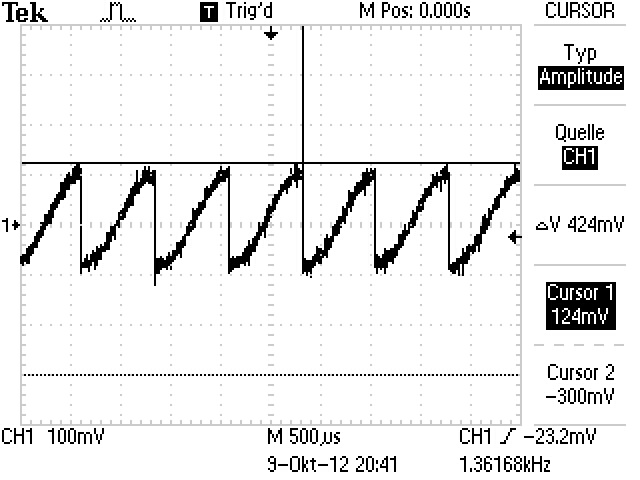 Tek T Trig'd M Pos: 0.000s CURSOR
Typ
Amplitude
Quelle
CH1
1
△V 424mV
Cursor 1
124mV
Cursor 2
-300mV
CH1 100mV M 500µs CH1 ∕ -23.2mV
9-Okt-12 20:41 1.36168kHz